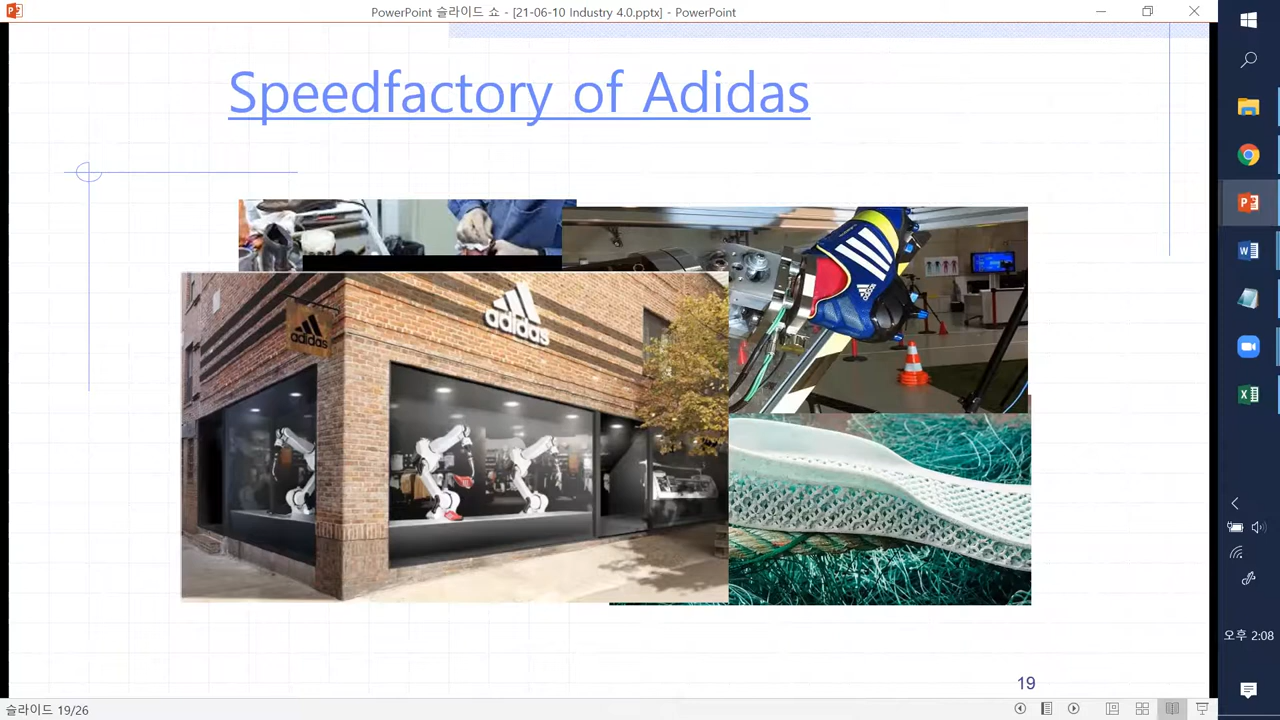 PowerPoint 슬라이드 쇼 - [21-06-10 Industry 4.0.pptx] - PowerPoint
Speedfactory of Adidas
adidas
adidas
19
오후 2:08
슬라이드 19/26